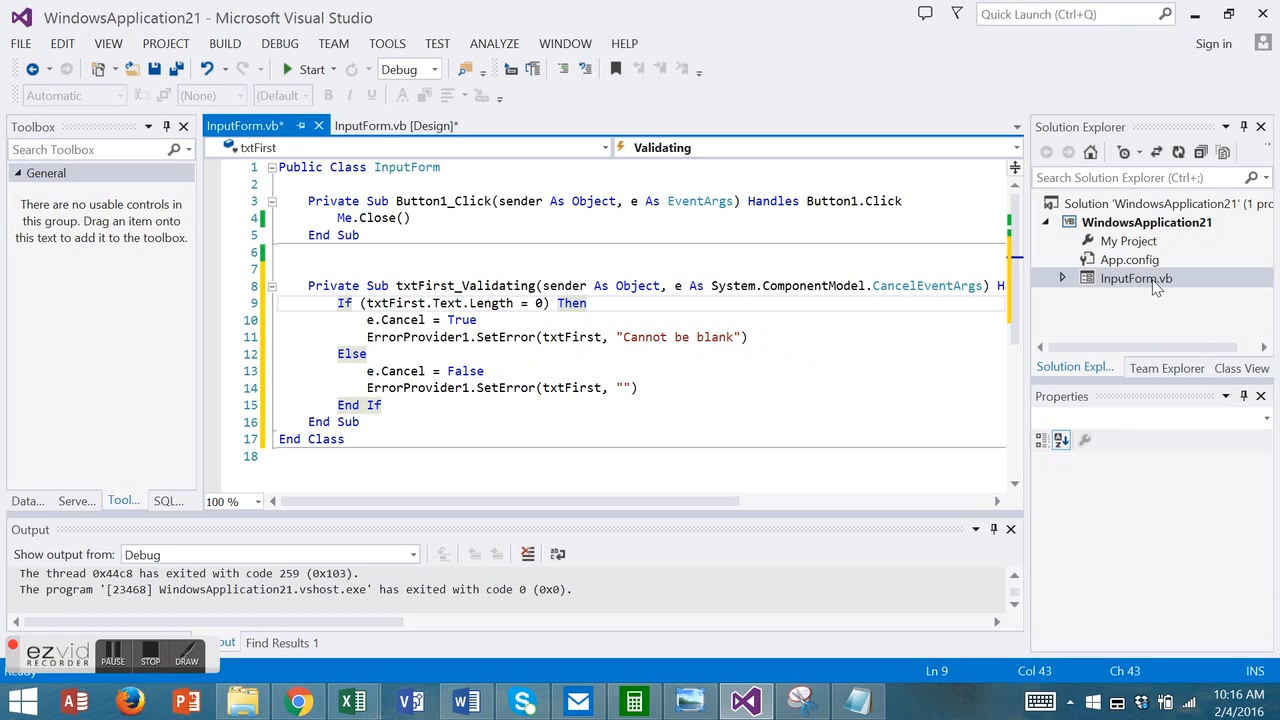 WindowsApplication21 - Microsoft Visual Studio
Quick Launch (Ctrl+Q)
FILE EDIT VIEW PROJECT BUILD DEBUG TEAM TOOLS TEST ANALYZE WINDOW HELP
Sign in
Start Debug
Automatic (None) (Default
Toolbox
Search Toolbox
General
There are no usable controls in
this group. Drag an item onto
this text to add it to the toolbox.
Data... Serve... Tool... SQL...
InputForm.vb* InputForm.vb [Design]*
txtFirst Validating
1 Public Class InputForm
2
3 Private Sub Button1_Click(sender As Object, e As EventArgs) Handles Button1.Click
4 Me.Close()
5 End Sub
6
7
8 Private Sub txtFirst_Validating(sender As Object, e As System.ComponentModel.CancelEventArgs) Ha
9 If (txtFirst.Text.Length = 0) Then
10 e.Cancel = True
11 ErrorProvider1.SetError(txtFirst, "Cannot be blank")
12 Else
13 e.Cancel = False
14 ErrorProvider1.SetError(txtFirst, "")
15 End If
16 End Sub
17 End Class
18
100 %
Solution Explorer
Search Solution Explorer (Ctrl+;)
Solution 'WindowsApplication21' (1 proj
WindowsApplication21
My Project
App.config
InputForm.vb
Solution Expl... Team Explorer Class View
Properties
Output
Show output from: Debug
The thread 0x44c8 has exited with code 259 (0x103).
The program '[23468] WindowsApplication21.vshost.exe' has exited with code 0 (0x0).
Find Results 1
ezvid
RECORDER
PAUSE STOP DRAW
Ready Ln 9 Col 43 Ch 43 INS
10:16 AM
2/4/2016